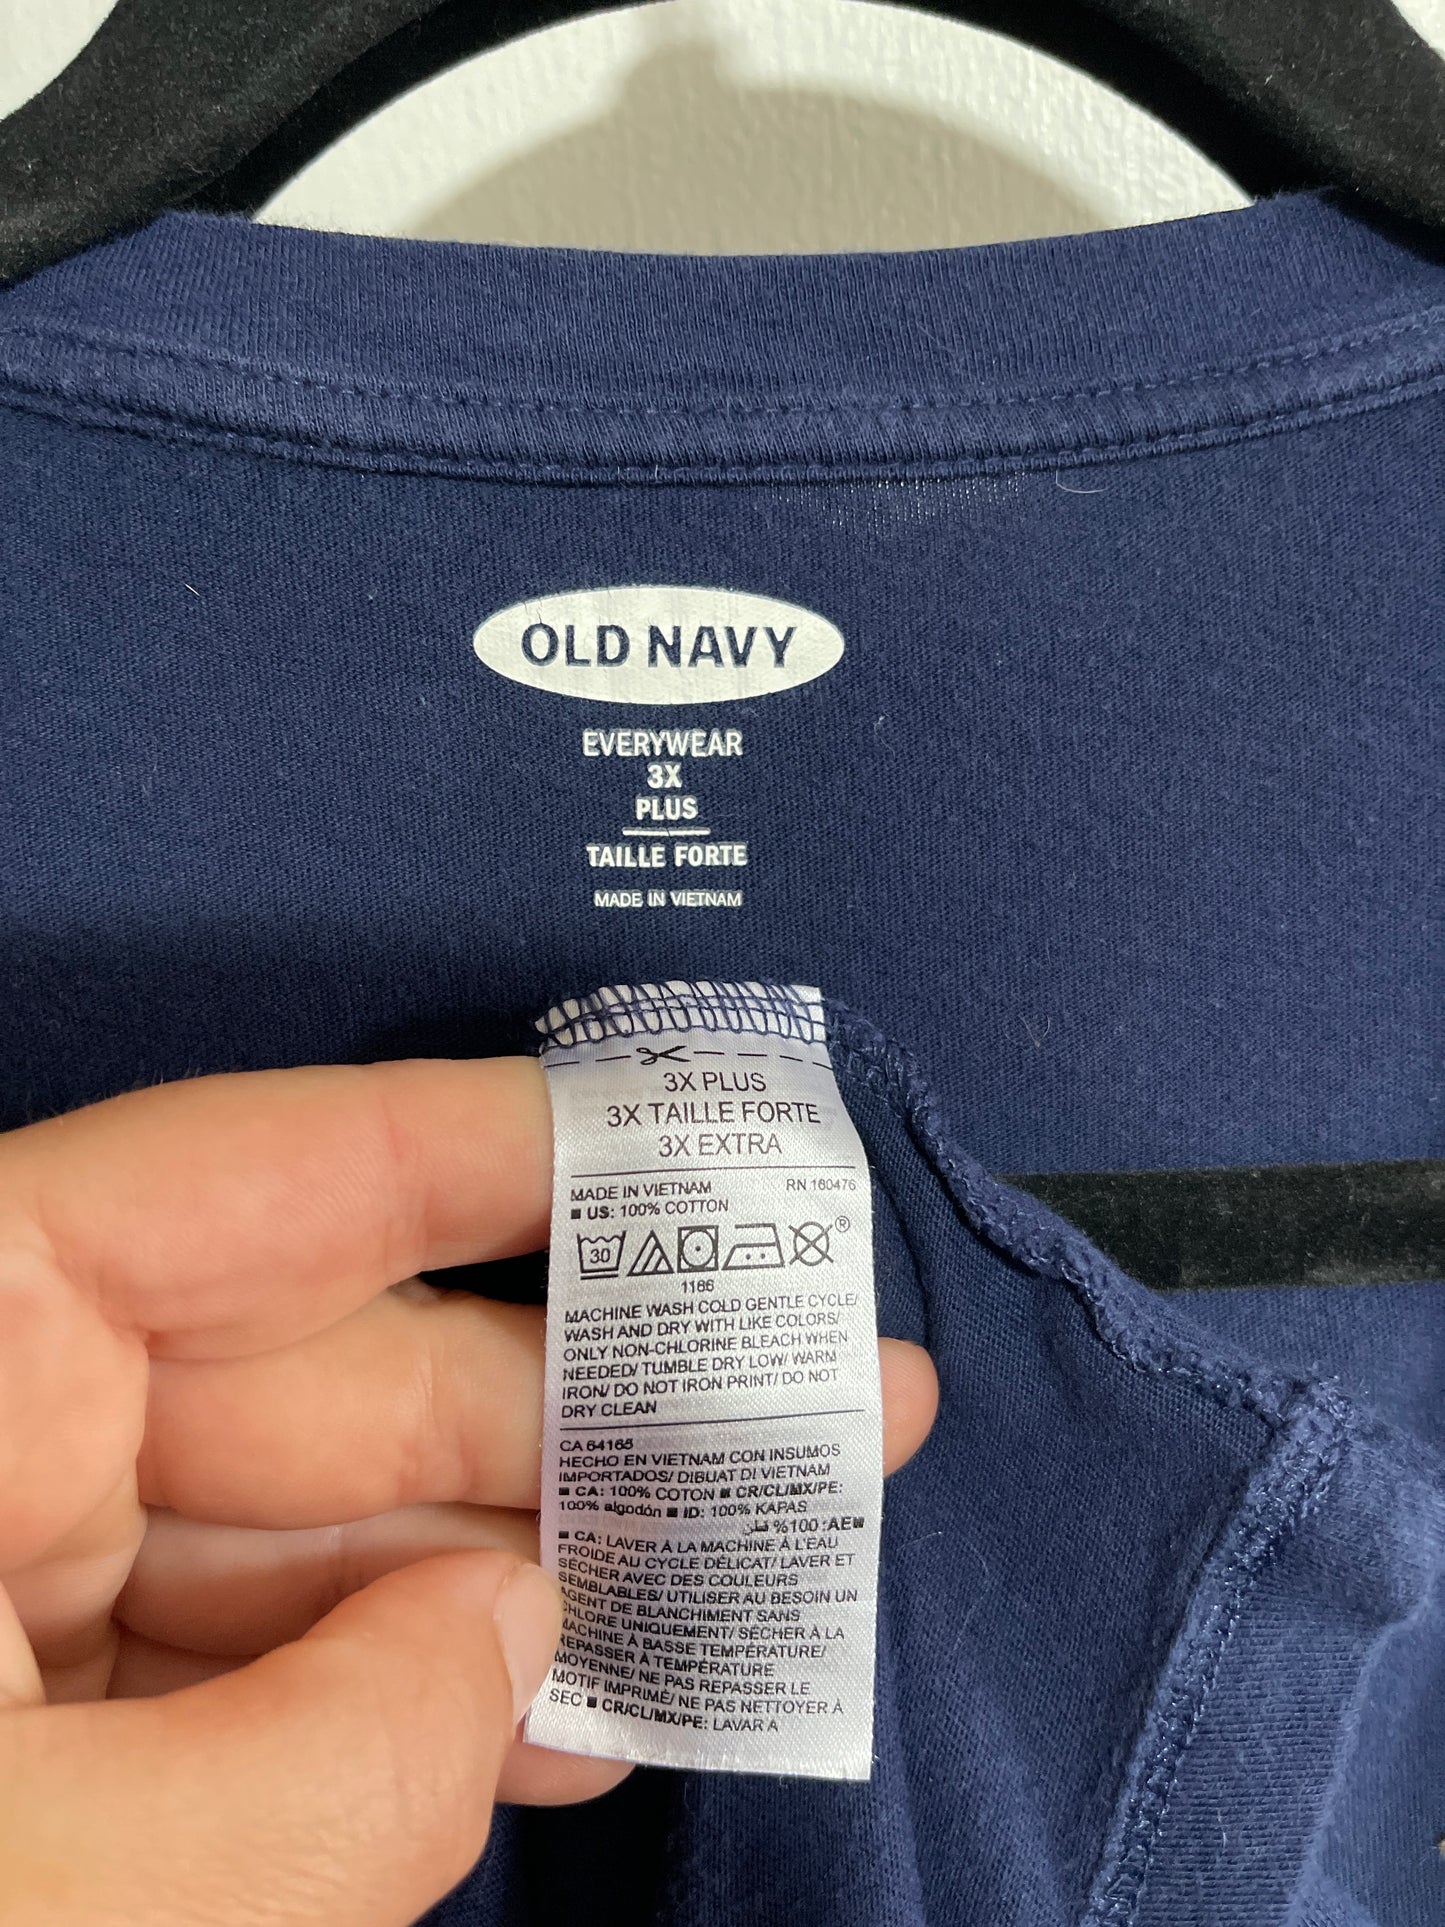 OLD NAVY
EVERYWEAR
3X
PLUS
TAILLE FORTE
MADE IN VIETNAM
3X PLUS
3X TAILLE FORTE
3X EXTRA
MADE IN VIETNAM RN 160476
■ US: 100% COTTON
30 ®
1186
MACHINE WASH COLD GENTLE CYCLE/
WASH AND DRY WITH LIKE COLORS/
ONLY NON-CHLORINE BLEACH WHEN
NEEDED/ TUMBLE DRY LOW/ WARM
IRON/ DO NOT IRON PRINT/ DO NOT
DRY CLEAN
CA 64165
HECHO EN VIETNAM CON INSUMOS
IMPORTADOS/ DIBUAT DI VIETNAM
■ CA: 100% COTON ■ CR/CL/MX/PE:
100% algodón ■ ID: 100% KAPAS
■AE: 100% قطن
■ CA: LAVER À LA MACHINE À L'EAU
FROIDE AU CYCLE DÉLICAT/ LAVER ET
SÉCHER AVEC DES COULEURS
SEMBLABLES/ UTILISER AU BESOIN UN
AGENT DE BLANCHIMENT SANS
CHLORE UNIQUEMENT/ SÉCHER À LA
MACHINE À BASSE TEMPÉRATURE/
REPASSER À TEMPÉRATURE
MOYENNE/ NE PAS REPASSER LE
MOTIF IMPRIMÉ/ NE PAS NETTOYER À
SEC ■ CR/CL/MX/PE: LAVAR A